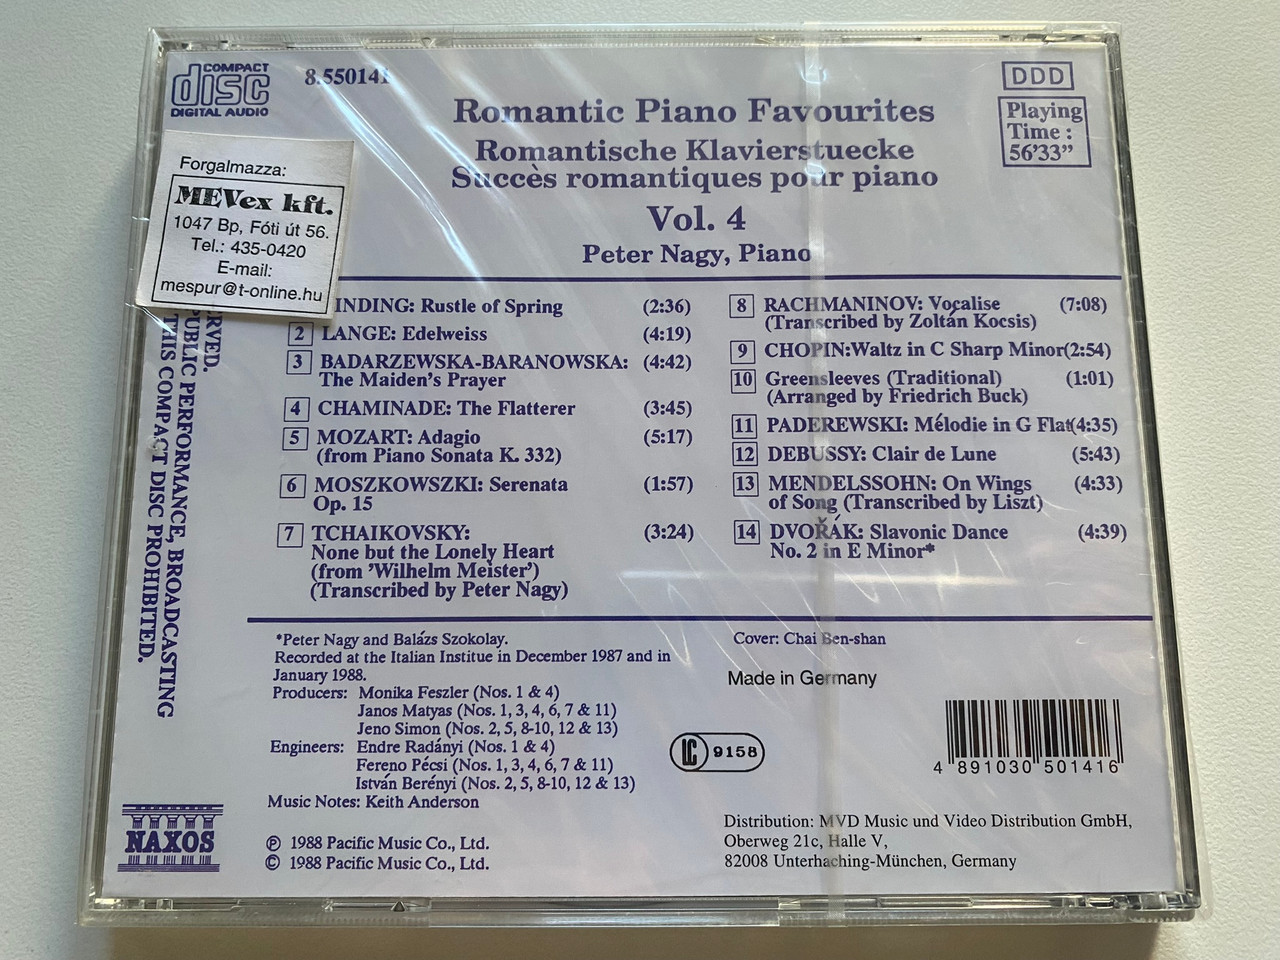 COMPACT
disc
DIGITAL AUDIO
8.550141
DDD
Playing
Time :
56'33"
Romantic Piano Favourites
Romantische Klavierstuecke
Succès romantiques pour piano
Vol. 4
Peter Nagy, Piano
Forgalmazza:
MEVex kft.
1047 Bp, Fóti út 56.
Tel.: 435-0420
E-mail:
mespur@t-online.hu
PUBLIC PERFORMANCE, BROADCASTING
THIS COMPACT DISC PROHIBITED.
INDING: Rustle of Spring (2:36)
2 LANGE: Edelweiss (4:19)
3 BADARZEWSKA-BARANOWSKA: (4:42)
The Maiden's Prayer
4 CHAMINADE: The Flatterer (3:45)
5 MOZART: Adagio (5:17)
(from Piano Sonata K. 332)
6 MOSZKOWSZKI: Serenata (1:57)
Op. 15
7 TCHAIKOVSKY: (3:24)
None but the Lonely Heart
(from 'Wilhelm Meister')
(Transcribed by Peter Nagy)
8 RACHMANINOV: Vocalise (7:08)
(Transcribed by Zoltán Kocsis)
9 CHOPIN:Waltz in C Sharp Minor(2:54)
10 Greensleeves (Traditional) (1:01)
(Arranged by Friedrich Buck)
11 PADEREWSKI: Mélodie in G Flat(4:35)
12 DEBUSSY: Clair de Lune (5:43)
13 MENDELSSOHN: On Wings (4:33)
of Song (Transcribed by Liszt)
14 DVOŘÁK: Slavonic Dance (4:39)
No. 2 in E Minor*
*Peter Nagy and Balázs Szokolay.
Recorded at the Italian Institue in December 1987 and in
January 1988.
Producers: Monika Feszler (Nos. 1 & 4)
Janos Matyas (Nos. 1, 3, 4, 6, 7 & 11)
Jeno Simon (Nos. 2, 5, 8-10, 12 & 13)
Engineers: Endre Radányi (Nos. 1 & 4)
Fereno Pécsi (Nos. 1, 3, 4, 6, 7 & 11)
István Berényi (Nos. 2, 5, 8-10, 12 & 13)
Music Notes: Keith Anderson
℗ 1988 Pacific Music Co., Ltd.
© 1988 Pacific Music Co., Ltd.
NAXOS
Cover: Chai Ben-shan
Made in Germany
LC 9158
4 891030 501416
Distribution: MVD Music und Video Distribution GmbH,
Oberweg 21c, Halle V,
82008 Unterhaching-München, Germany